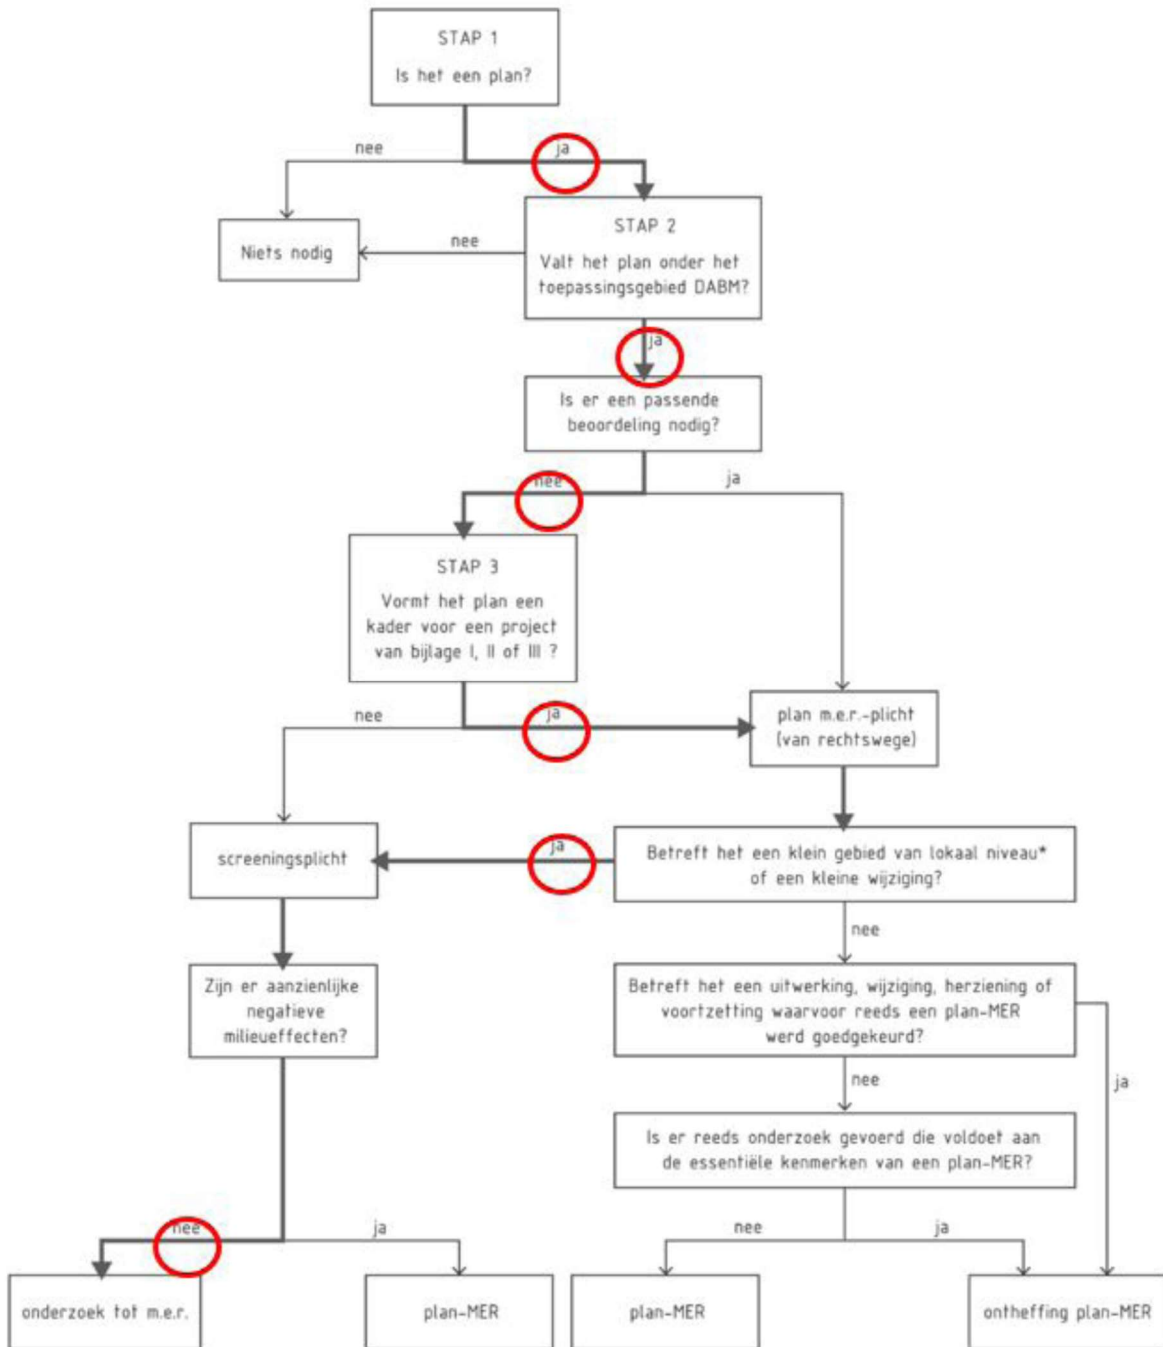 STAP 1
Is het een plan?
nee
ja
Niets nodig
nee
STAP 2
Valt het plan onder het
toepassingsgebied DABM?
ja
Is er een passende
beoordeling nodig?
nee
ja
STAP 3
Vormt het plan een
kader voor een project
van bijlage I, II of III ?
nee
ja
plan m.e.r.-plicht
(van rechtswege)
screeningsplicht
ja
Betreft het een klein gebied van lokaal niveau*
of een kleine wijziging?
nee
Zijn er aanzienlijke
negatieve
milieueffecten?
Betreft het een uitwerking, wijziging, herziening of
voortzetting waarvoor reeds een plan-MER
werd goedgekeurd?
nee
ja
Is er reeds onderzoek gevoerd die voldoet aan
de essentiële kenmerken van een plan-MER?
nee
ja
nee
ja
onderzoek tot m.e.r.
plan-MER
plan-MER
ontheffing plan-MER